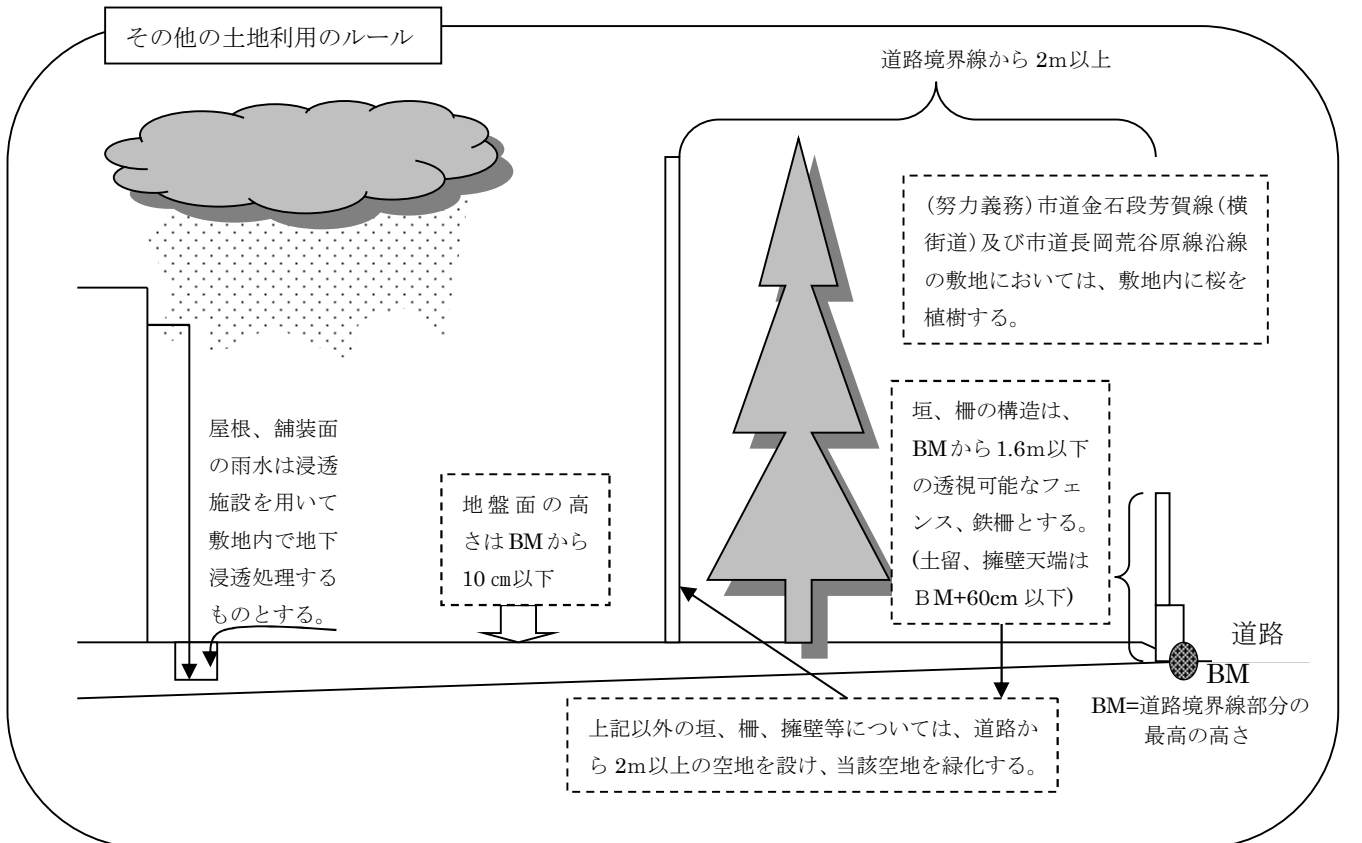 その他の土地利用のルール
道路境界線から 2m以上
(努力義務)市道金石段芳賀線(横
街道)及び市道長岡荒谷原線沿線
の敷地においては、敷地内に桜を
植樹する。
垣、柵の構造は、
BMから 1.6m以下
の透視可能なフェ
ンス、鉄柵とする。
(土留、擁壁天端は
ＢM+60cm 以下)
屋根、舗装面
の雨水は浸透
施設を用いて
敷地内で地下
浸透処理する
ものとする。
地盤面の高
さは BMから
10 ㎝以下
道路
BM
BM=道路境界線部分の
最高の高さ
上記以外の垣、柵、擁壁等については、道路か
ら 2m以上の空地を設け、当該空地を緑化する。